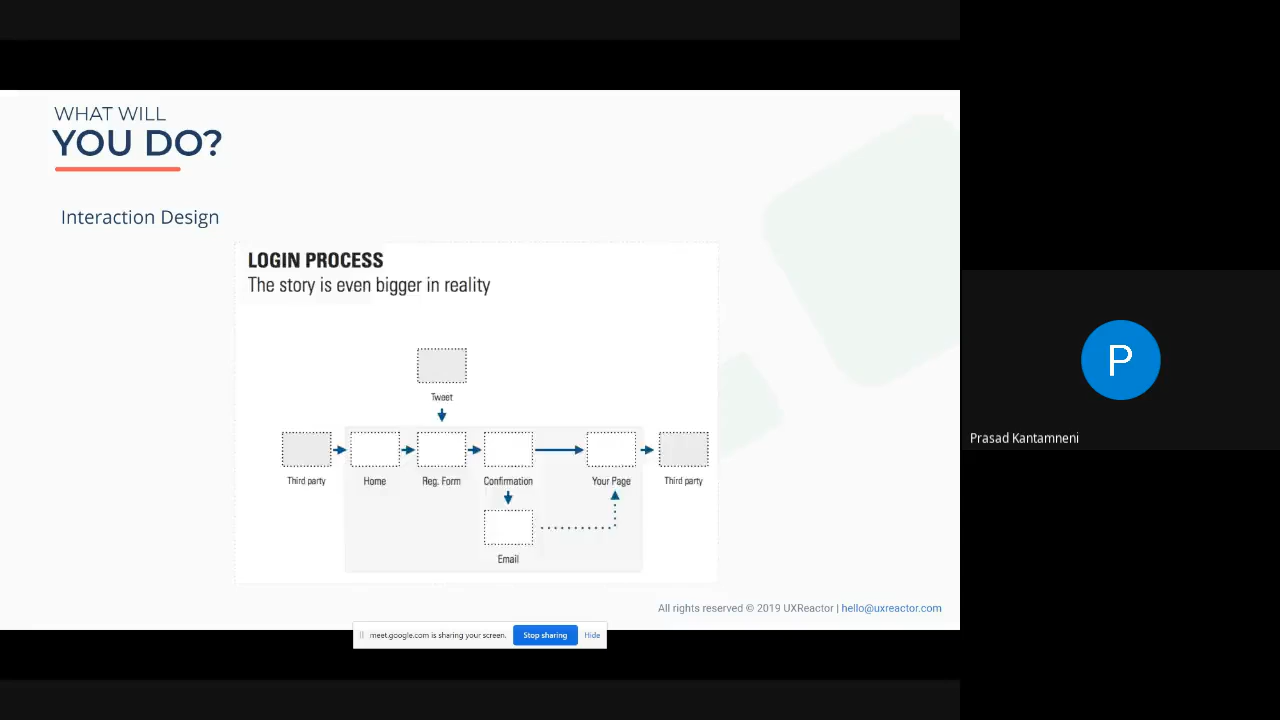 WHAT WILL
YOU DO?
Interaction Design
LOGIN PROCESS
The story is even bigger in reality
Tweet
Third party
Home
Reg. Form
Confirmation
Your Page
Third party
Email
All rights reserved © 2019 UXReactor | hello@uxreactor.com
meet.google.com is sharing your screen.
Stop sharing
Hide
P
Prasad Kantamneni